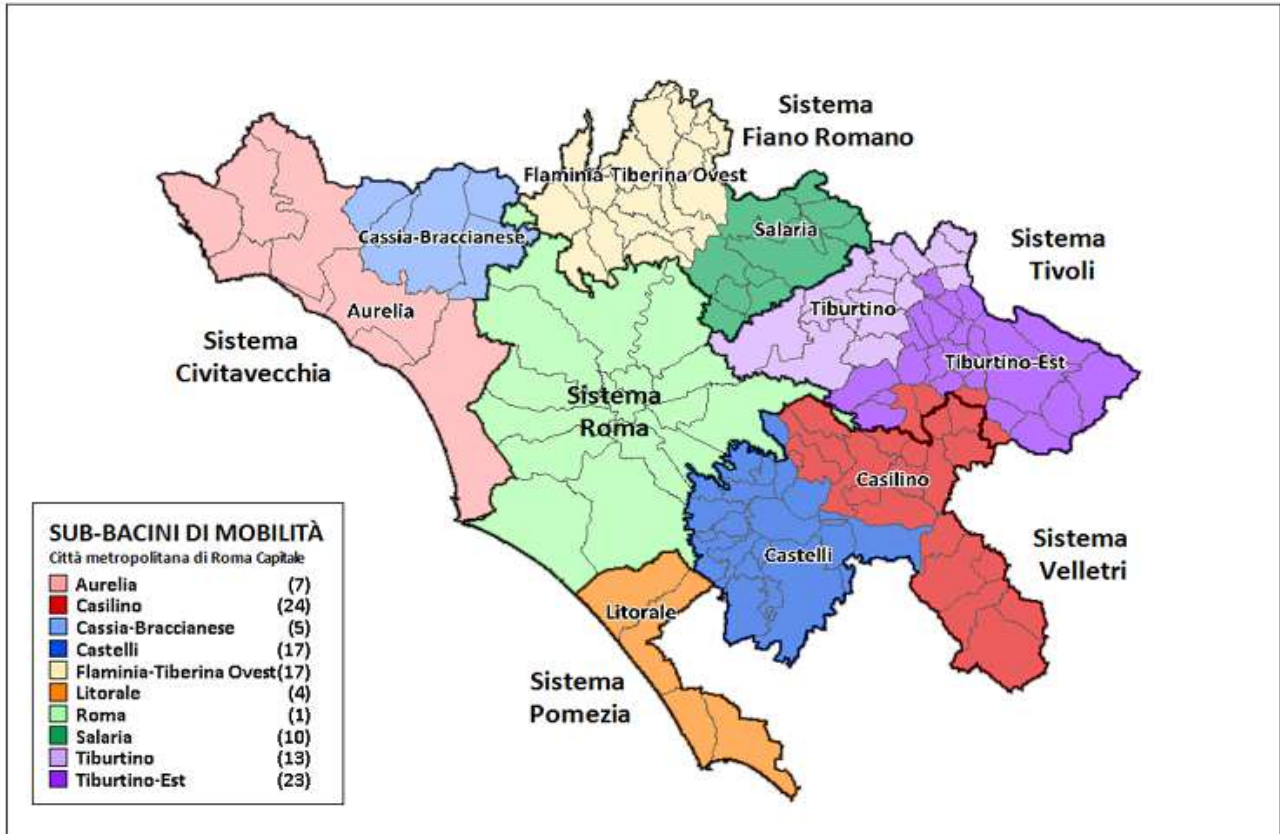 Sistema
Fiano Romano
Flaminia-Tiberina Ovest
Salaria
Cassia-Braccianese
Sistema
Tivoli
Aurelia
Tiburtino
Sistema
Civitavecchia
Tiburtino-Est
Sistema
Roma
Casilino
Castelli
Sistema
Velletri
Litorale
Sistema
Pomezia
SUB-BACINI DI MOBILITÀ
Città metropolitana di Roma Capitale
Aurelia (7)
Casilino (24)
Cassia-Braccianese (5)
Castelli (17)
Flaminia-Tiberina Ovest(17)
Litorale (4)
Roma (1)
Salaria (10)
Tiburtino (13)
Tiburtino-Est (23)